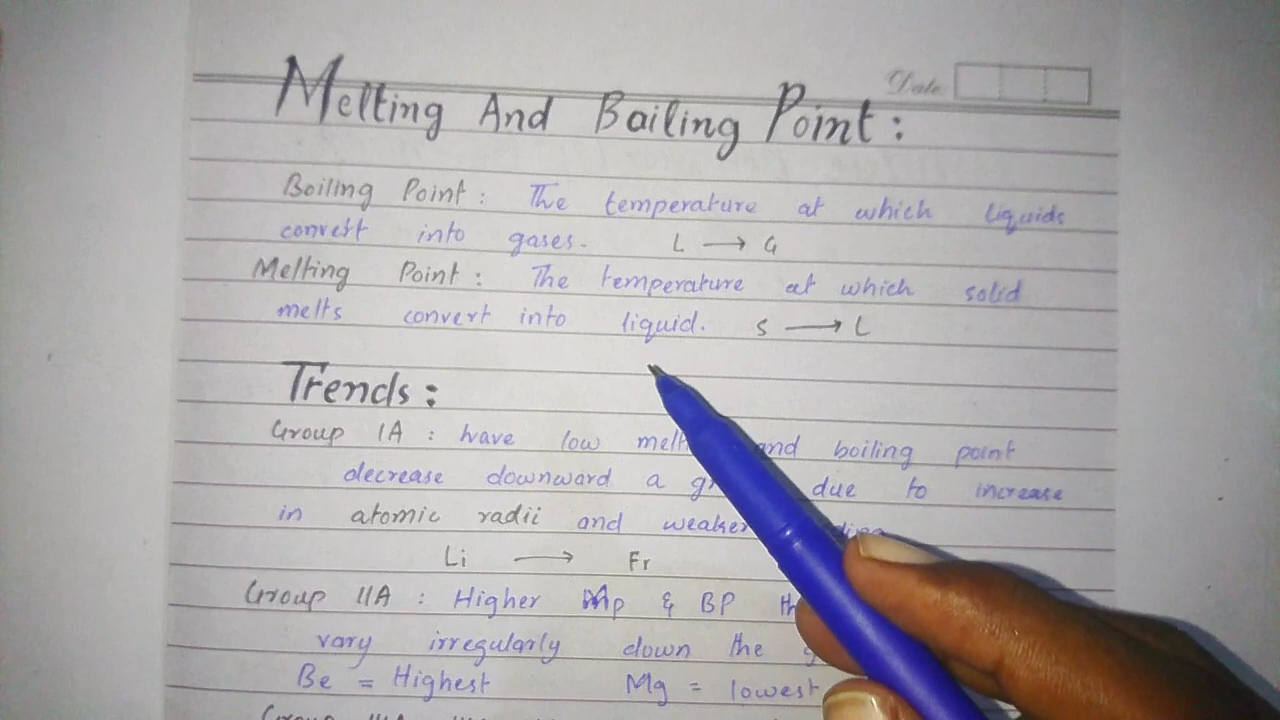 Date
Melting And Bailing Point :
Boiling Point : The temperature at which liquids
convert into gases. L → G
Melting Point : The temperature at which solid
melts convert into liquid. S → L
Trends :
Group IA : have low and boiling point
decrease downward a due to increase
in atomic radii and weaker
Li → Fr
Group IIA : Higher Mp & BP
vary irregularly down the
Be = Highest Mg = lowest